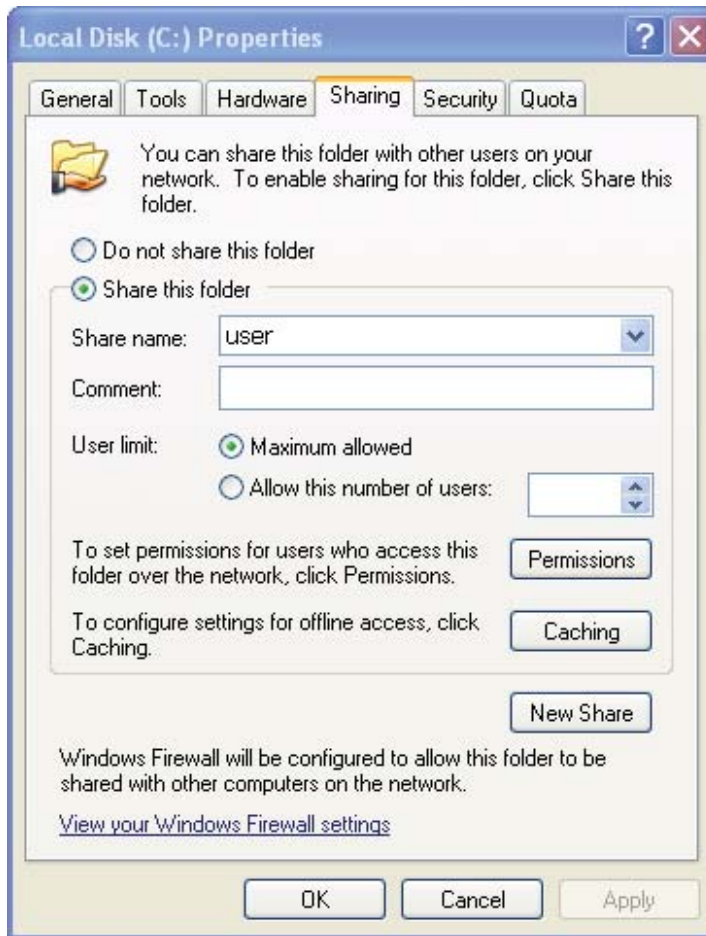 Local Disk (C:) Properties
General Tools Hardware Sharing Security Quota
You can share this folder with other users on your
network. To enable sharing for this folder, click Share this
folder.
Do not share this folder
Share this folder
Share name: user
Comment:
User limit: Maximum allowed
Allow this number of users:
To set permissions for users who access this
folder over the network, click Permissions.
Permissions
To configure settings for offline access, click
Caching.
Caching
New Share
Windows Firewall will be configured to allow this folder to be
shared with other computers on the network.
View your Windows Firewall settings
OK Cancel Apply